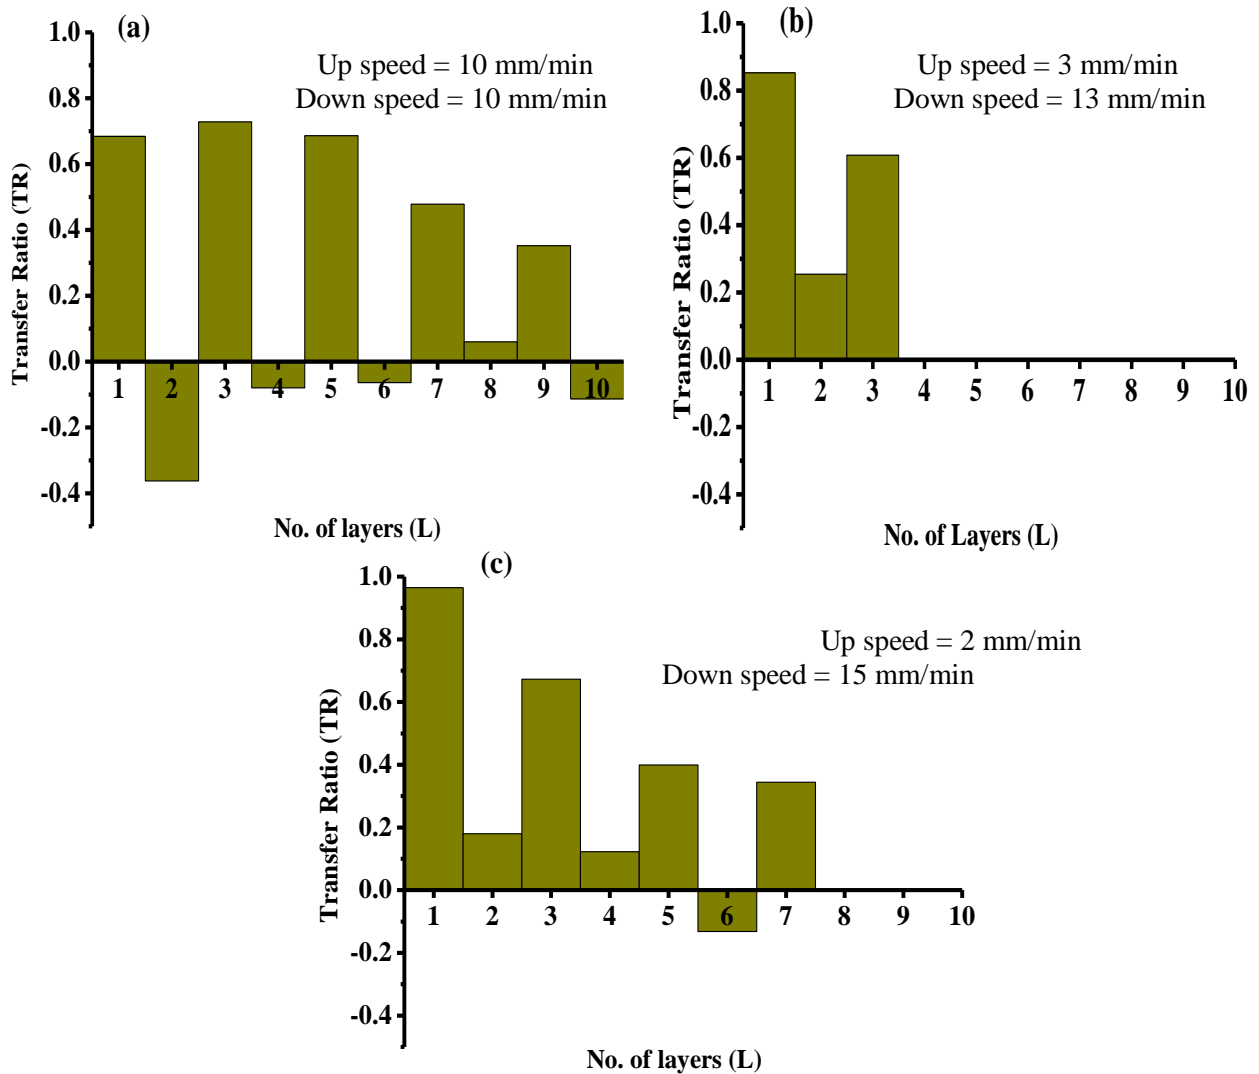 (a)
Up speed = 10 mm/min
Down speed = 10 mm/min
Transfer Ratio (TR)
1.0
0.8
0.6
0.4
0.2
0.0
-0.2
-0.4
1 2 3 4 5 6 7 8 9 10
No. of layers (L)
(b)
Up speed = 3 mm/min
Down speed = 13 mm/min
Transfer Ratio (TR)
1.0
0.8
0.6
0.4
0.2
0.0
-0.2
-0.4
1 2 3 4 5 6 7 8 9 10
No. of Layers (L)
(c)
Up speed = 2 mm/min
Down speed = 15 mm/min
Transfer Ratio (TR)
1.0
0.8
0.6
0.4
0.2
0.0
-0.2
-0.4
1 2 3 4 5 6 7 8 9 10
No. of layers (L)